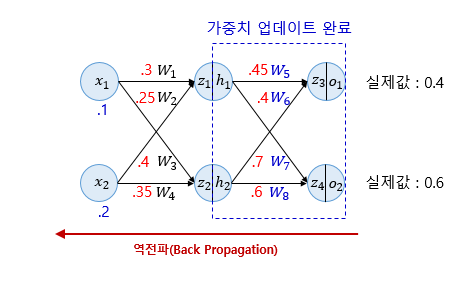 가중치 업데이트 완료
.3 W₁
.45 W₅
x₁
z₁ h₁
z₃ o₁
실제값 : 0.4
.25 W₂
.4 W₆
.1
.4 W₃
.7 W₇
x₂
z₂ h₂
z₄ o₂
실제값 : 0.6
.35 W₄
.6 W₈
.2
역전파(Back Propagation)